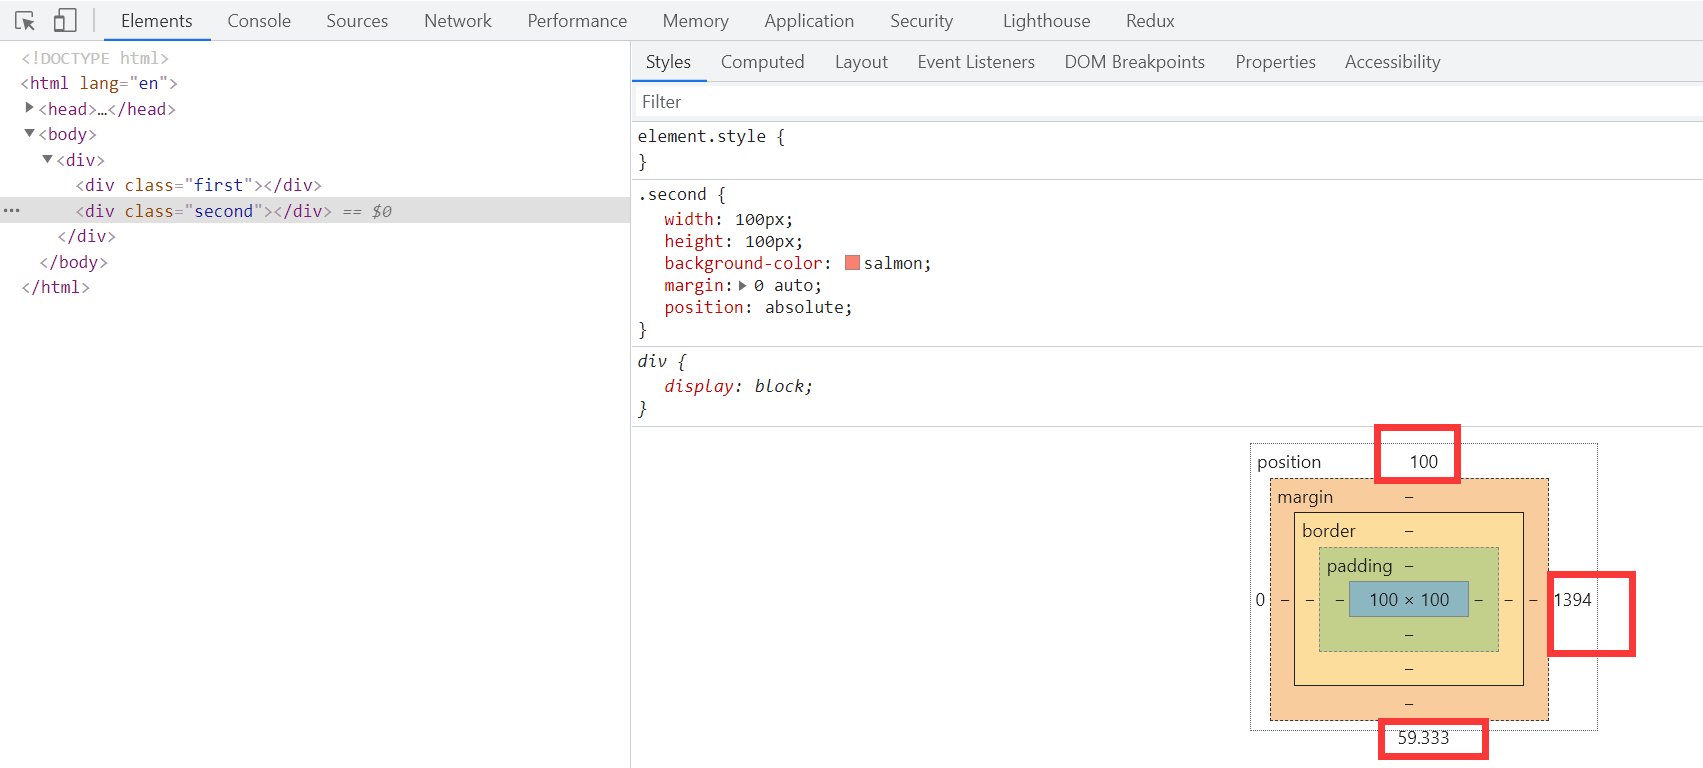 Elements Console Sources Network Performance Memory Application Security Lighthouse Redux
<!DOCTYPE html>
<html lang="en">
<head>…</head>
<body>
<div>
<div class="first"></div>
<div class="second"></div> == $0
</div>
</body>
</html>
Styles Computed Layout Event Listeners DOM Breakpoints Properties Accessibility
Filter
element.style {
}
.second {
width: 100px;
height: 100px;
background-color: salmon;
margin: 0 auto;
position: absolute;
}
div {
display: block;
}
position 100
margin –
border –
padding –
0 – – – 100 × 100 – – – 1394
–
–
–
59.333